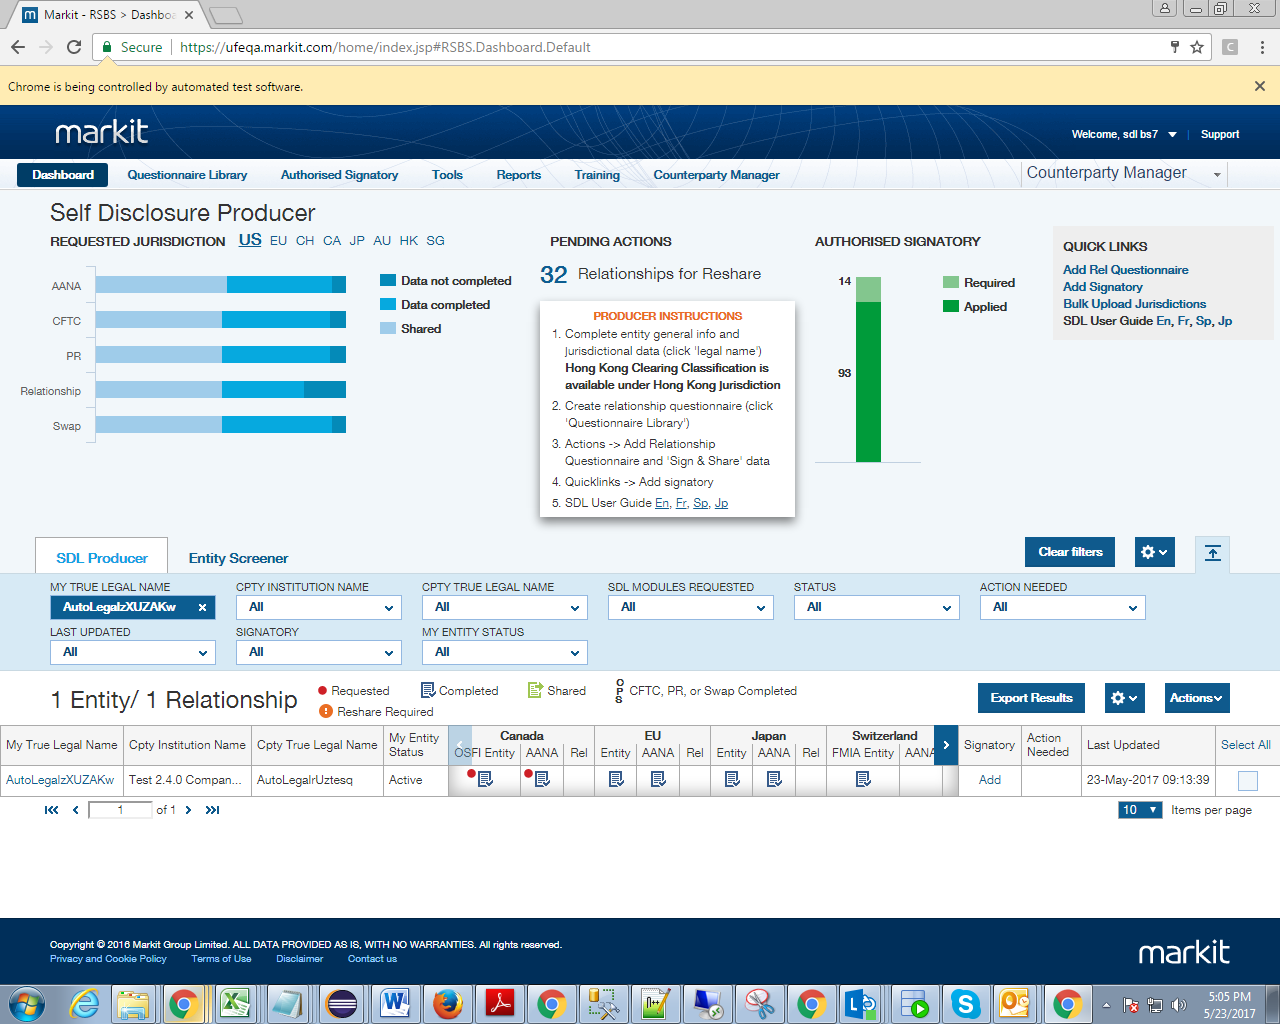 Markit - RSBS > Dashboa
Secure https://ufeqa.markit.com/home/index.jsp#RSBS.Dashboard.Default
Chrome is being controlled by automated test software.
markit
Welcome, sdl bs7 Support
Dashboard Questionnaire Library Authorised Signatory Tools Reports Training Counterparty Manager Counterparty Manager
Self Disclosure Producer
REQUESTED JURISDICTION US EU CH CA JP AU HK SG
AANA
CFTC
PR
Relationship
Swap
Data not completed
Data completed
Shared
PENDING ACTIONS
32 Relationships for Reshare
PRODUCER INSTRUCTIONS
1. Complete entity general info and
jurisdictional data (click 'legal name')
Hong Kong Clearing Classification is
available under Hong Kong Jurisdiction
2. Create relationship questionnaire (click
'Questionnaire Library')
3. Actions -> Add Relationship
Questionnaire and 'Sign & Share' data
4. Quicklinks -> Add signatory
5. SDL User Guide En, Fr, Sp, Jp
AUTHORISED SIGNATORY
14
93
Required
Applied
QUICK LINKS
Add Rel Questionnaire
Add Signatory
Bulk Upload Jurisdictions
SDL User Guide En, Fr, Sp, Jp
SDL Producer Entity Screener Clear filters
MY TRUE LEGAL NAME CPTY INSTITUTION NAME CPTY TRUE LEGAL NAME SDL MODULES REQUESTED STATUS ACTION NEEDED
AutoLegalzXUZAKw All All All All All
LAST UPDATED SIGNATORY MY ENTITY STATUS
All All All
1 Entity/ 1 Relationship
Requested Completed Shared OPS CFTC, PR, or Swap Completed
Reshare Required
Export Results Actions
My True Legal Name Cpty Institution Name Cpty True Legal Name My Entity Status Canada EU Japan Switzerland Signatory Action Needed Last Updated Select All
OSFI Entity AANA Rel Entity AANA Rel Entity AANA Rel FMIA Entity AANA
AutoLegalzXUZAKw Test 2.4.0 Compan... AutoLegalrUztesq Active Add 23-May-2017 09:13:39
1 of 1 10 Items per page
Copyright © 2016 Markit Group Limited. ALL DATA PROVIDED AS IS, WITH NO WARRANTIES. All rights reserved.
Privacy and Cookie Policy Terms of Use Disclaimer Contact us
markit
5:05 PM
5/23/2017